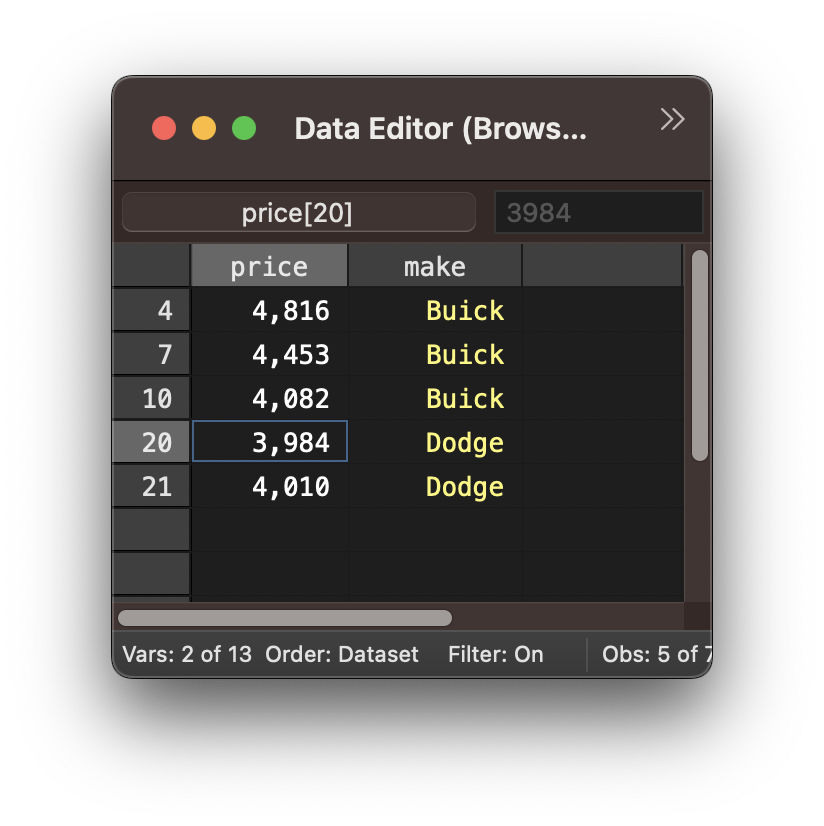 Data Editor (Brows...
price[20] 3984
price make
4 4,816 Buick
7 4,453 Buick
10 4,082 Buick
20 3,984 Dodge
21 4,010 Dodge
Vars: 2 of 13 Order: Dataset Filter: On Obs: 5 of 7